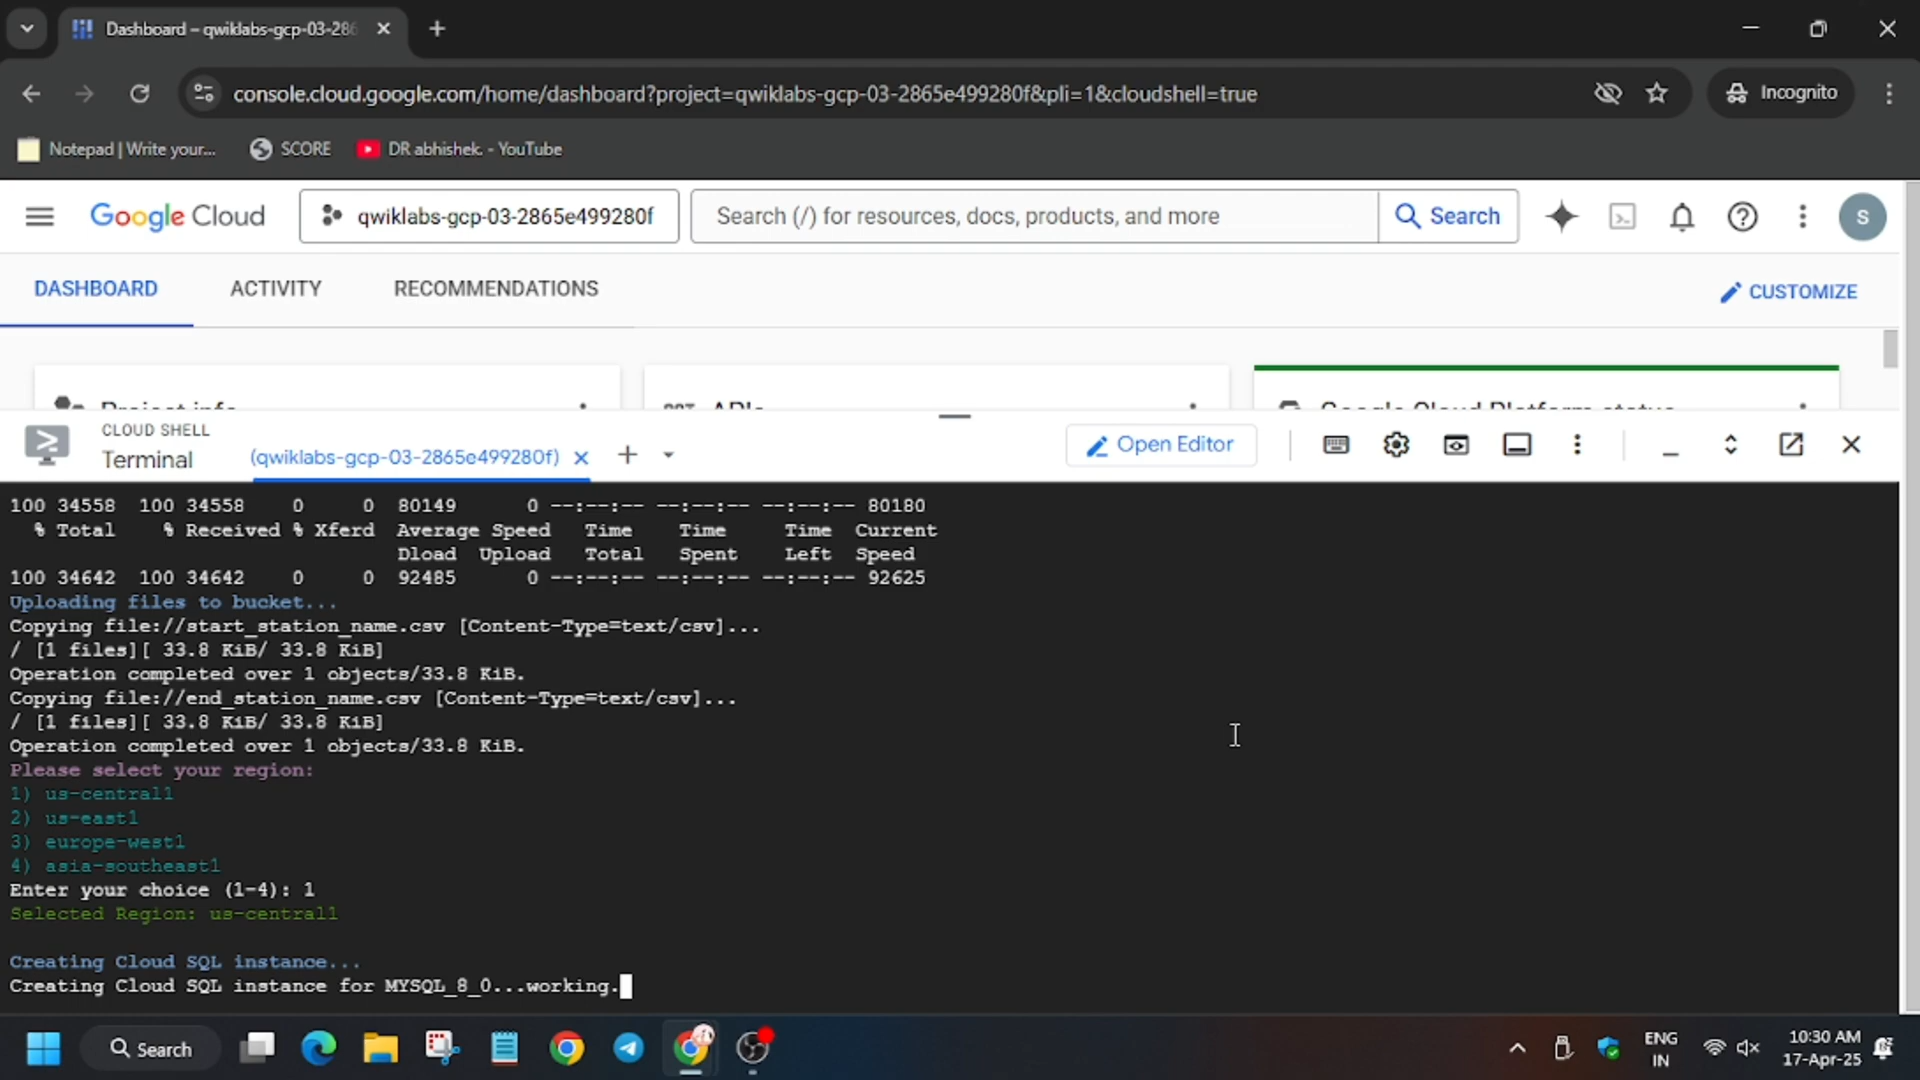 Dashboard – qwiklabs-gcp-03-286
console.cloud.google.com/home/dashboard?project=qwiklabs-gcp-03-2865e499280f&pli=1&cloudshell=true
Incognito
Notepad | Write your... SCORE DR abhishek. - YouTube
Google Cloud qwiklabs-gcp-03-2865e499280f Search (/) for resources, docs, products, and more Search S
DASHBOARD ACTIVITY RECOMMENDATIONS CUSTOMIZE
Project info APIs Google Cloud Platform status
CLOUD SHELL
Terminal (qwiklabs-gcp-03-2865e499280f) Open Editor
100 34558 100 34558 0 0 80149 0 --:--:-- --:--:-- --:--:-- 80180
% Total % Received % Xferd Average Speed Time Time Time Current
Dload Upload Total Spent Left Speed
100 34642 100 34642 0 0 92485 0 --:--:-- --:--:-- --:--:-- 92625
Uploading files to bucket...
Copying file://start_station_name.csv [Content-Type=text/csv]...
/ [1 files][ 33.8 KiB/ 33.8 KiB]
Operation completed over 1 objects/33.8 KiB.
Copying file://end_station_name.csv [Content-Type=text/csv]...
/ [1 files][ 33.8 KiB/ 33.8 KiB]
Operation completed over 1 objects/33.8 KiB.
Please select your region:
1) us-central1
2) us-east1
3) europe-west1
4) asia-southeast1
Enter your choice (1-4): 1
Selected Region: us-central1
Creating Cloud SQL instance...
Creating Cloud SQL instance for MYSQL_8_0...working.
Search
ENG
IN
10:30 AM
17-Apr-25